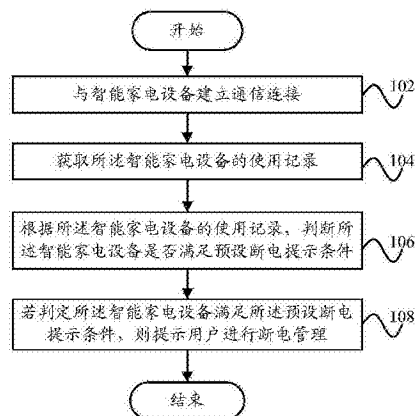 开始
与智能家电设备建立通信连接
102
获取所述智能家电设备的使用记录
104
根据所述智能家电设备的使用记录，判断所
述智能家电设备是否满足预设断电提示条件
106
若判定所述智能家电设备满足所述预设断电
提示条件，则提示用户进行断电管理
108
结束